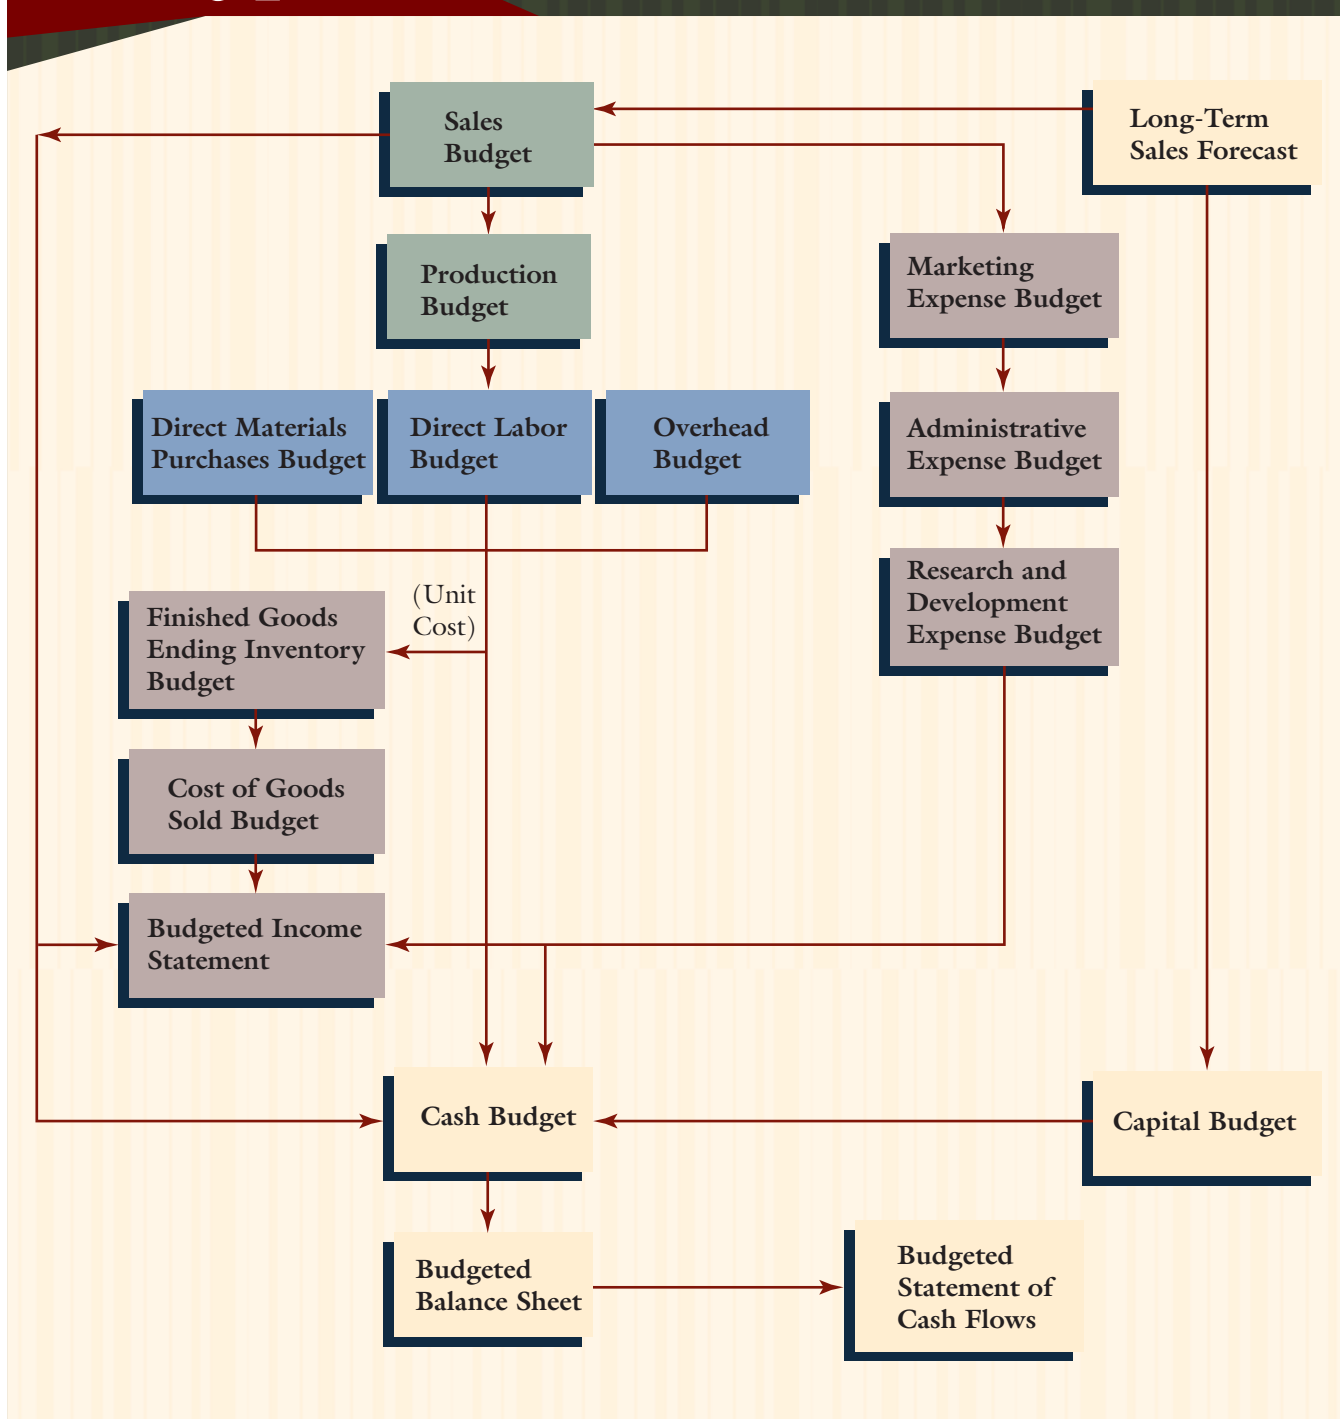 Sales
Budget
Long-Term
Sales Forecast
Production
Budget
Marketing
Expense Budget
Direct Materials
Purchases Budget
Direct Labor
Budget
Overhead
Budget
Administrative
Expense Budget
(Unit
Cost)
Research and
Development
Expense Budget
Finished Goods
Ending Inventory
Budget
Cost of Goods
Sold Budget
Budgeted Income
Statement
Cash Budget
Capital Budget
Budgeted
Balance Sheet
Budgeted
Statement of
Cash Flows